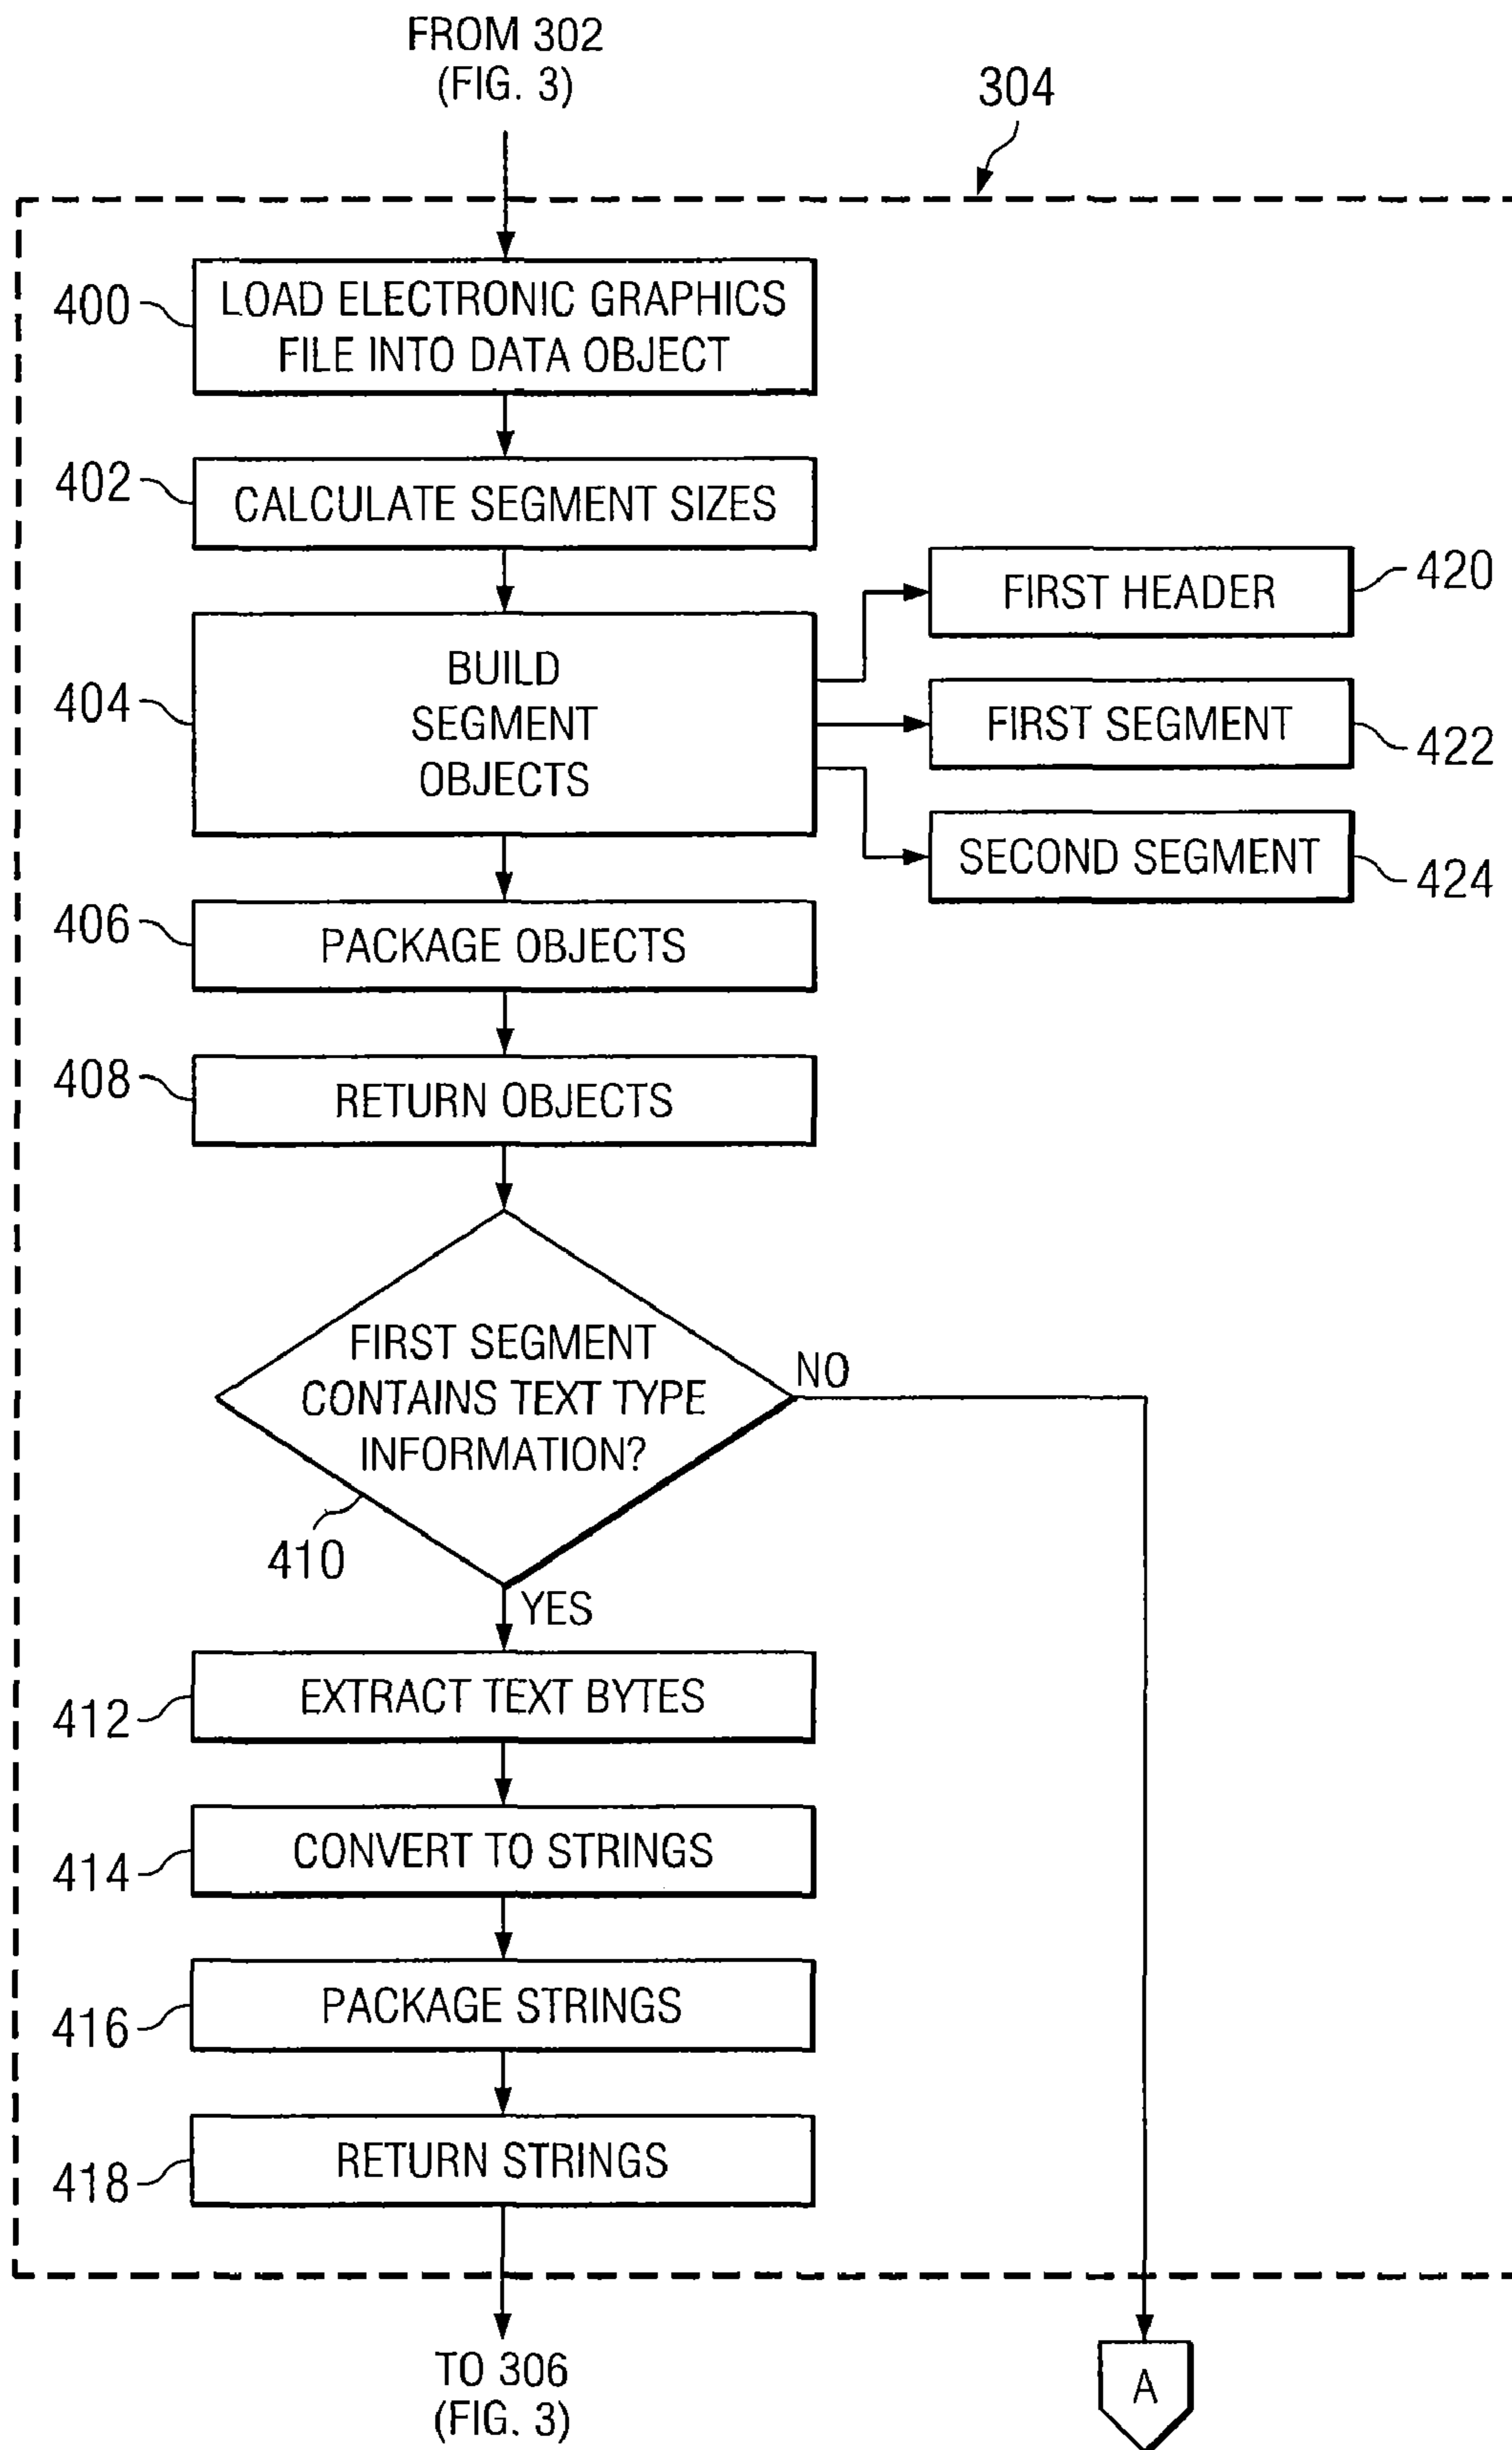 FROM 302
(FIG. 3)
304
400
LOAD ELECTRONIC GRAPHICS
FILE INTO DATA OBJECT
402
CALCULATE SEGMENT SIZES
404
BUILD
SEGMENT
OBJECTS
FIRST HEADER
420
FIRST SEGMENT
422
SECOND SEGMENT
424
406
PACKAGE OBJECTS
408
RETURN OBJECTS
FIRST SEGMENT
CONTAINS TEXT TYPE
INFORMATION?
NO
410
YES
412
EXTRACT TEXT BYTES
414
CONVERT TO STRINGS
416
PACKAGE STRINGS
418
RETURN STRINGS
TO 306
(FIG. 3)
A